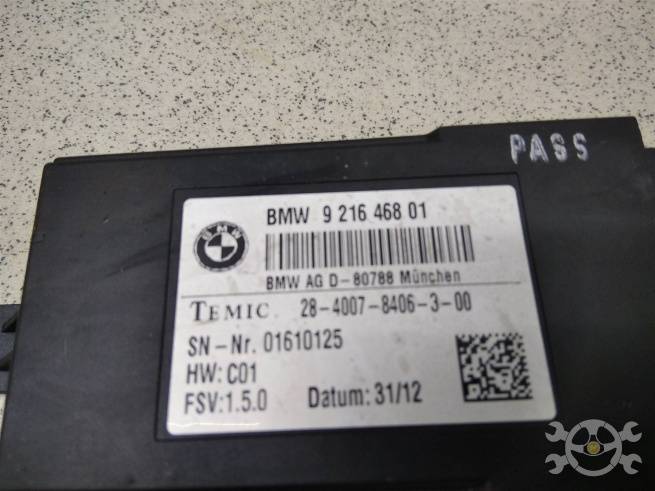 PASS
BMW 9 216 468 01
BMW
BMW AG D-80788 München
TEMIC 28-4007-8406-3-00
SN-Nr. 01610125
HW:C01
FSV:1.5.0 Datum: 31/12